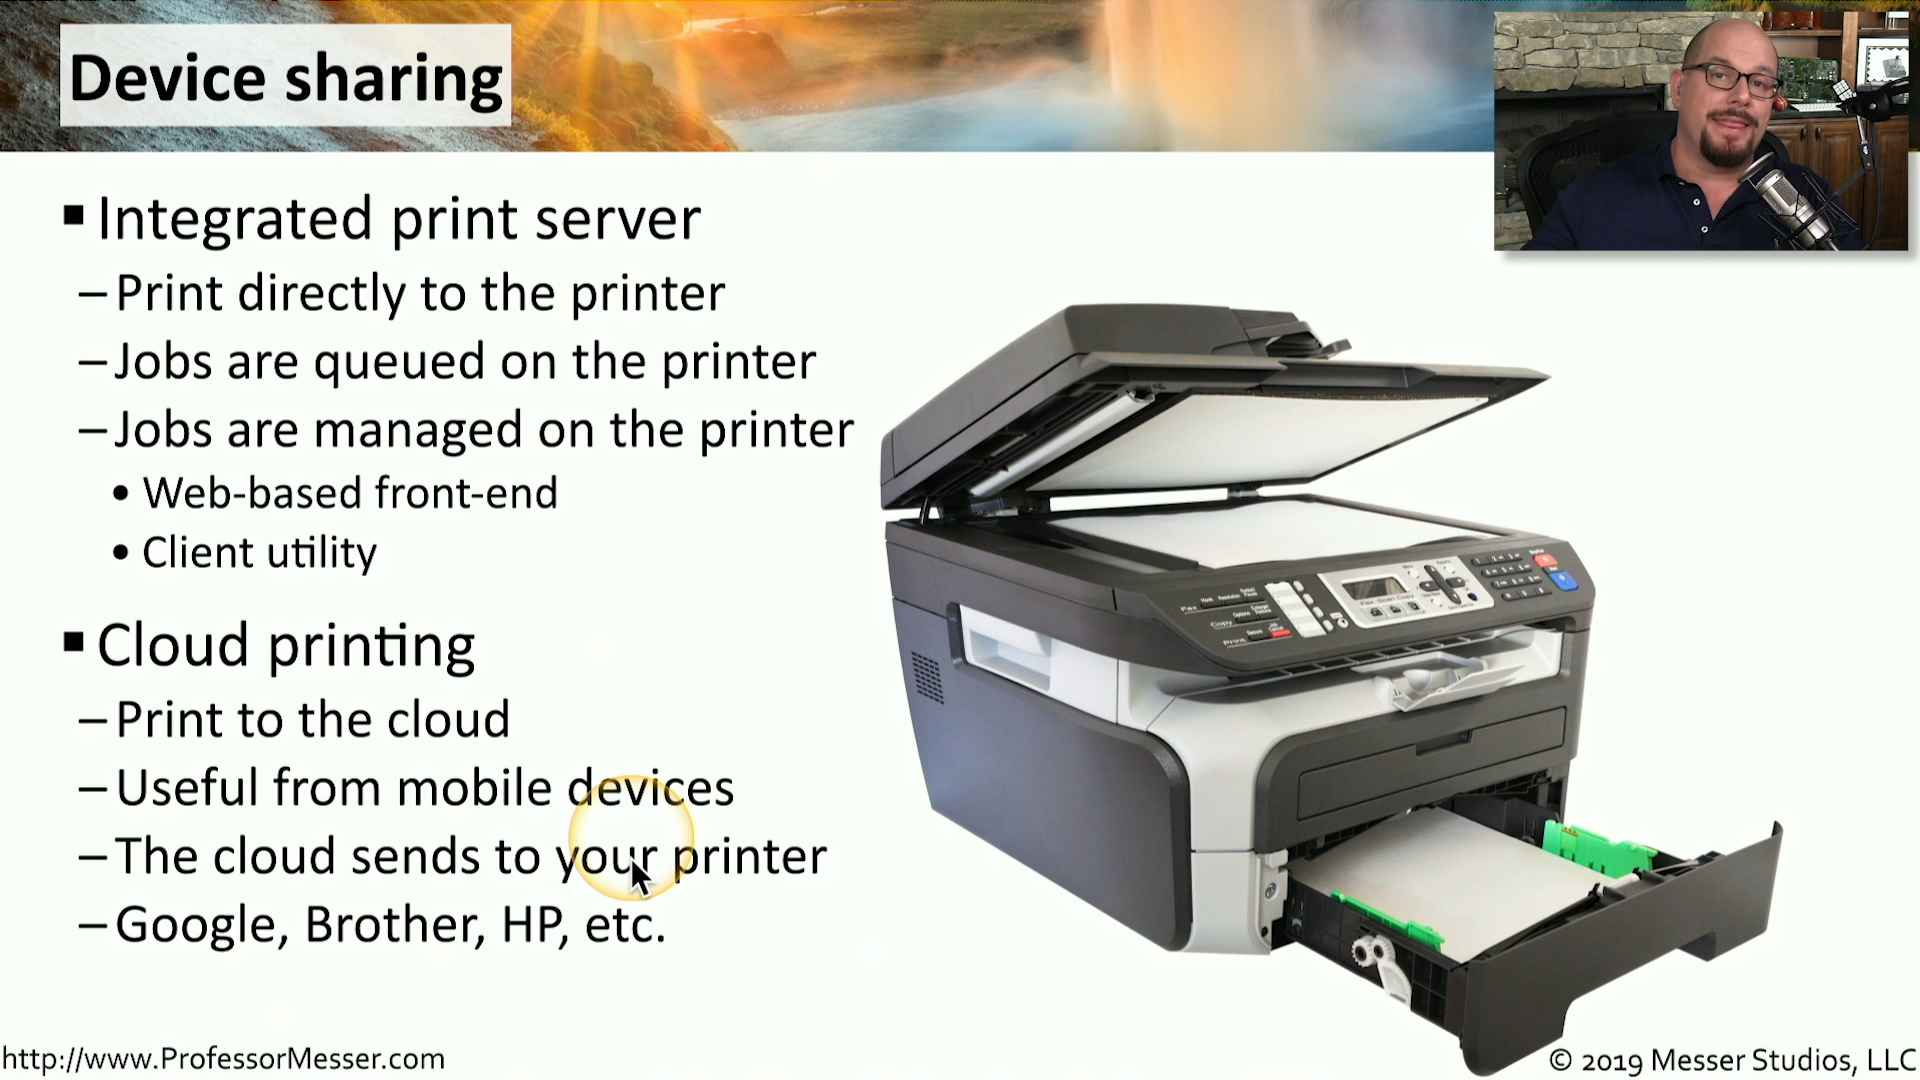 Device sharing
▪ Integrated print server
– Print directly to the printer
– Jobs are queued on the printer
– Jobs are managed on the printer
• Web-based front-end
• Client utility
▪ Cloud printing
– Print to the cloud
– Useful from mobile devices
– The cloud sends to your printer
– Google, Brother, HP, etc.
http://www.ProfessorMesser.com
© 2019 Messer Studios, LLC